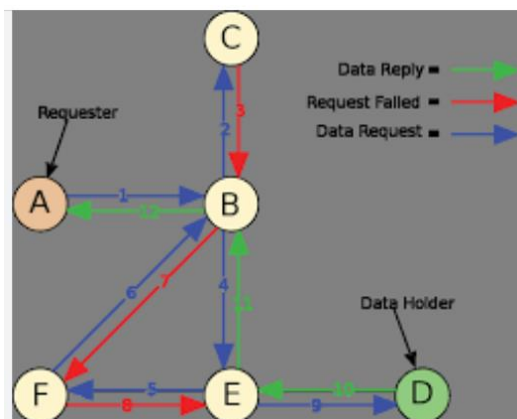 C
Data Reply =
3
Request Failed =
Requester
2
Data Request =
A
1
B
12
7
6
4
11
Data Holder
F
5
E
10
D
8
9